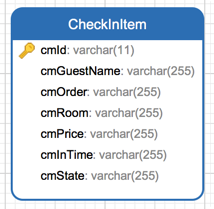 CheckInItem
cmId: varchar(11)
cmGuestName: varchar(255)
cmOrder: varchar(255)
cmRoom: varchar(255)
cmPrice: varchar(255)
cmInTime: varchar(255)
cmState: varchar(255)